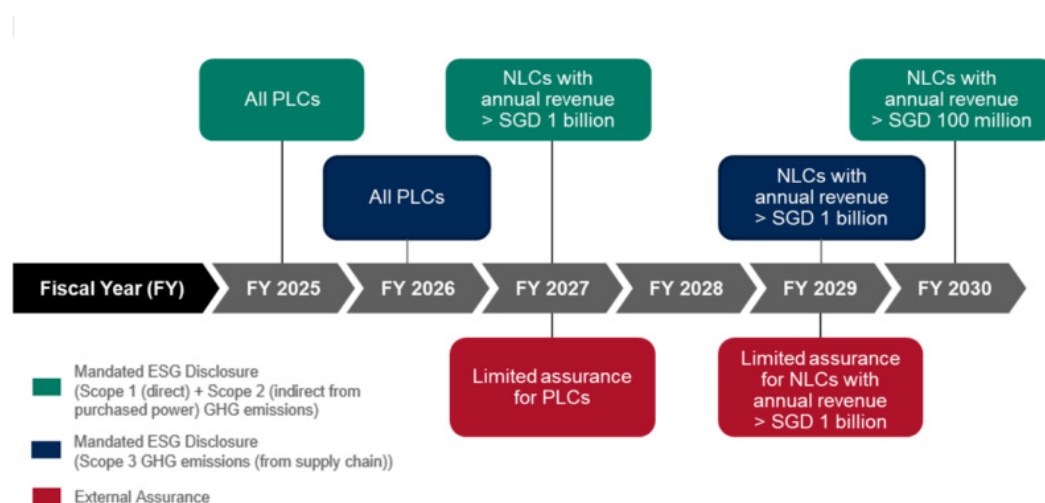 All PLCs
NLCs with
annual revenue
> SGD 1 billion
NLCs with
annual revenue
> SGD 100 million
All PLCs
NLCs with
annual revenue
> SGD 1 billion
Fiscal Year (FY)
FY 2025
FY 2026
FY 2027
FY 2028
FY 2029
FY 2030
Limited assurance
for PLCs
Limited assurance
for NLCs with
annual revenue
> SGD 1 billion
Mandated ESG Disclosure
(Scope 1 (direct) + Scope 2 (indirect from
purchased power) GHG emissions)
Mandated ESG Disclosure
(Scope 3 GHG emissions (from supply chain))
External Assurance